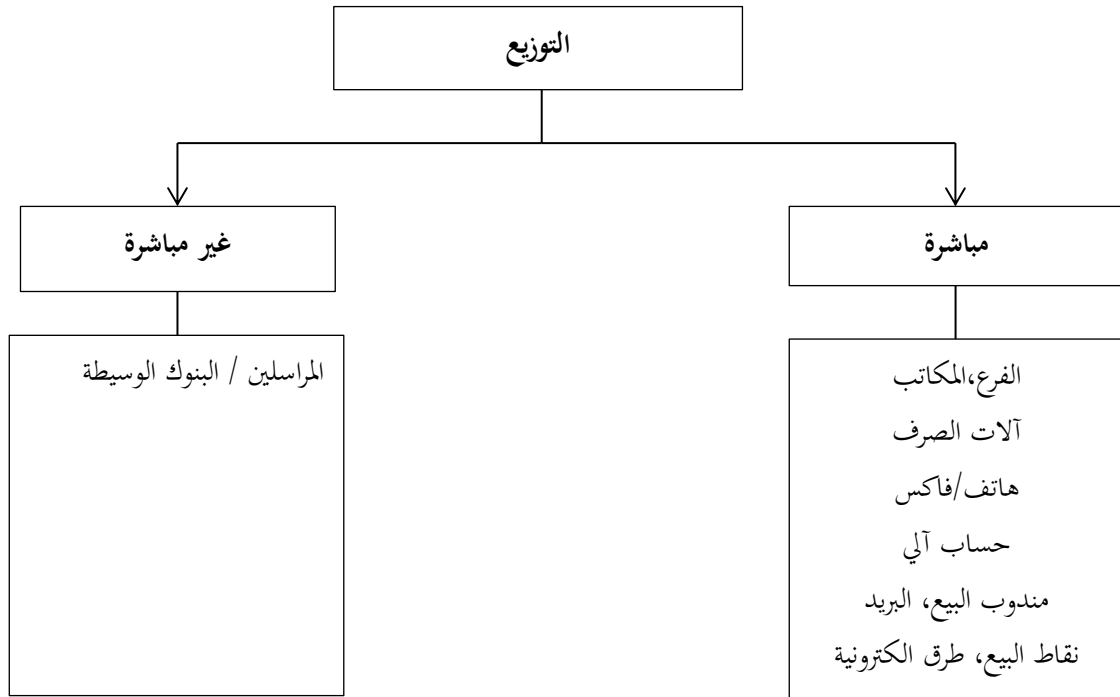 التوزيع
مباشرة
غير مباشرة
الفرع،المكاتب
آلات الصرف
هاتف/فاكس
حساب آلي
مندوب البيع، البريد
نقاط البيع، طرق الكترونية
المراسلين / البنوك الوسيطة